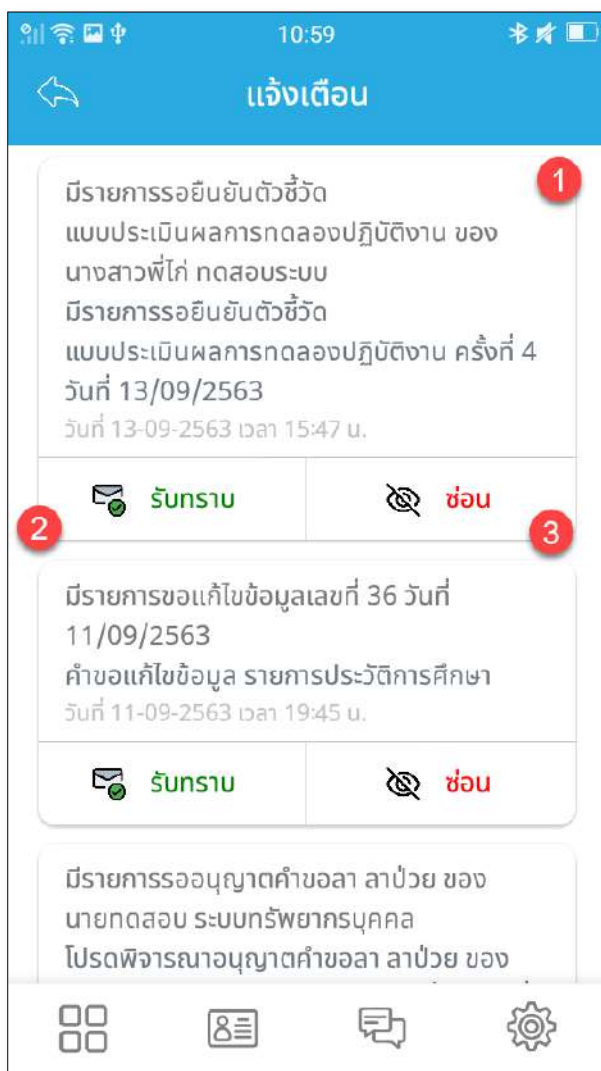 10:59
แจ้งเตือน
1
มีรายการรอยืนยันตัวชี้วัด
แบบประเมินผลการทดลองปฏิบัติงาน ของ
นางสาวพี่ไก่ ทดสอบระบบ
มีรายการรอยืนยันตัวชี้วัด
แบบประเมินผลการทดลองปฏิบัติงาน ครั้งที่ 4
วันที่ 13/09/2563
วันที่ 13-09-2563 เวลา 15:47 น.
รับทราบ ซ่อน
2 3
มีรายการขอแก้ไขข้อมูลเลขที่ 36 วันที่
11/09/2563
คำขอแก้ไขข้อมูล รายการประวัติการศึกษา
วันที่ 11-09-2563 เวลา 19:45 น.
รับทราบ ซ่อน
มีรายการรออนุญาตคำขอลา ลาป่วย ของ
นายทดสอบ ระบบทรัพยากรบุคคล
โปรดพิจารณาอนุญาตคำขอลา ลาป่วย ของ